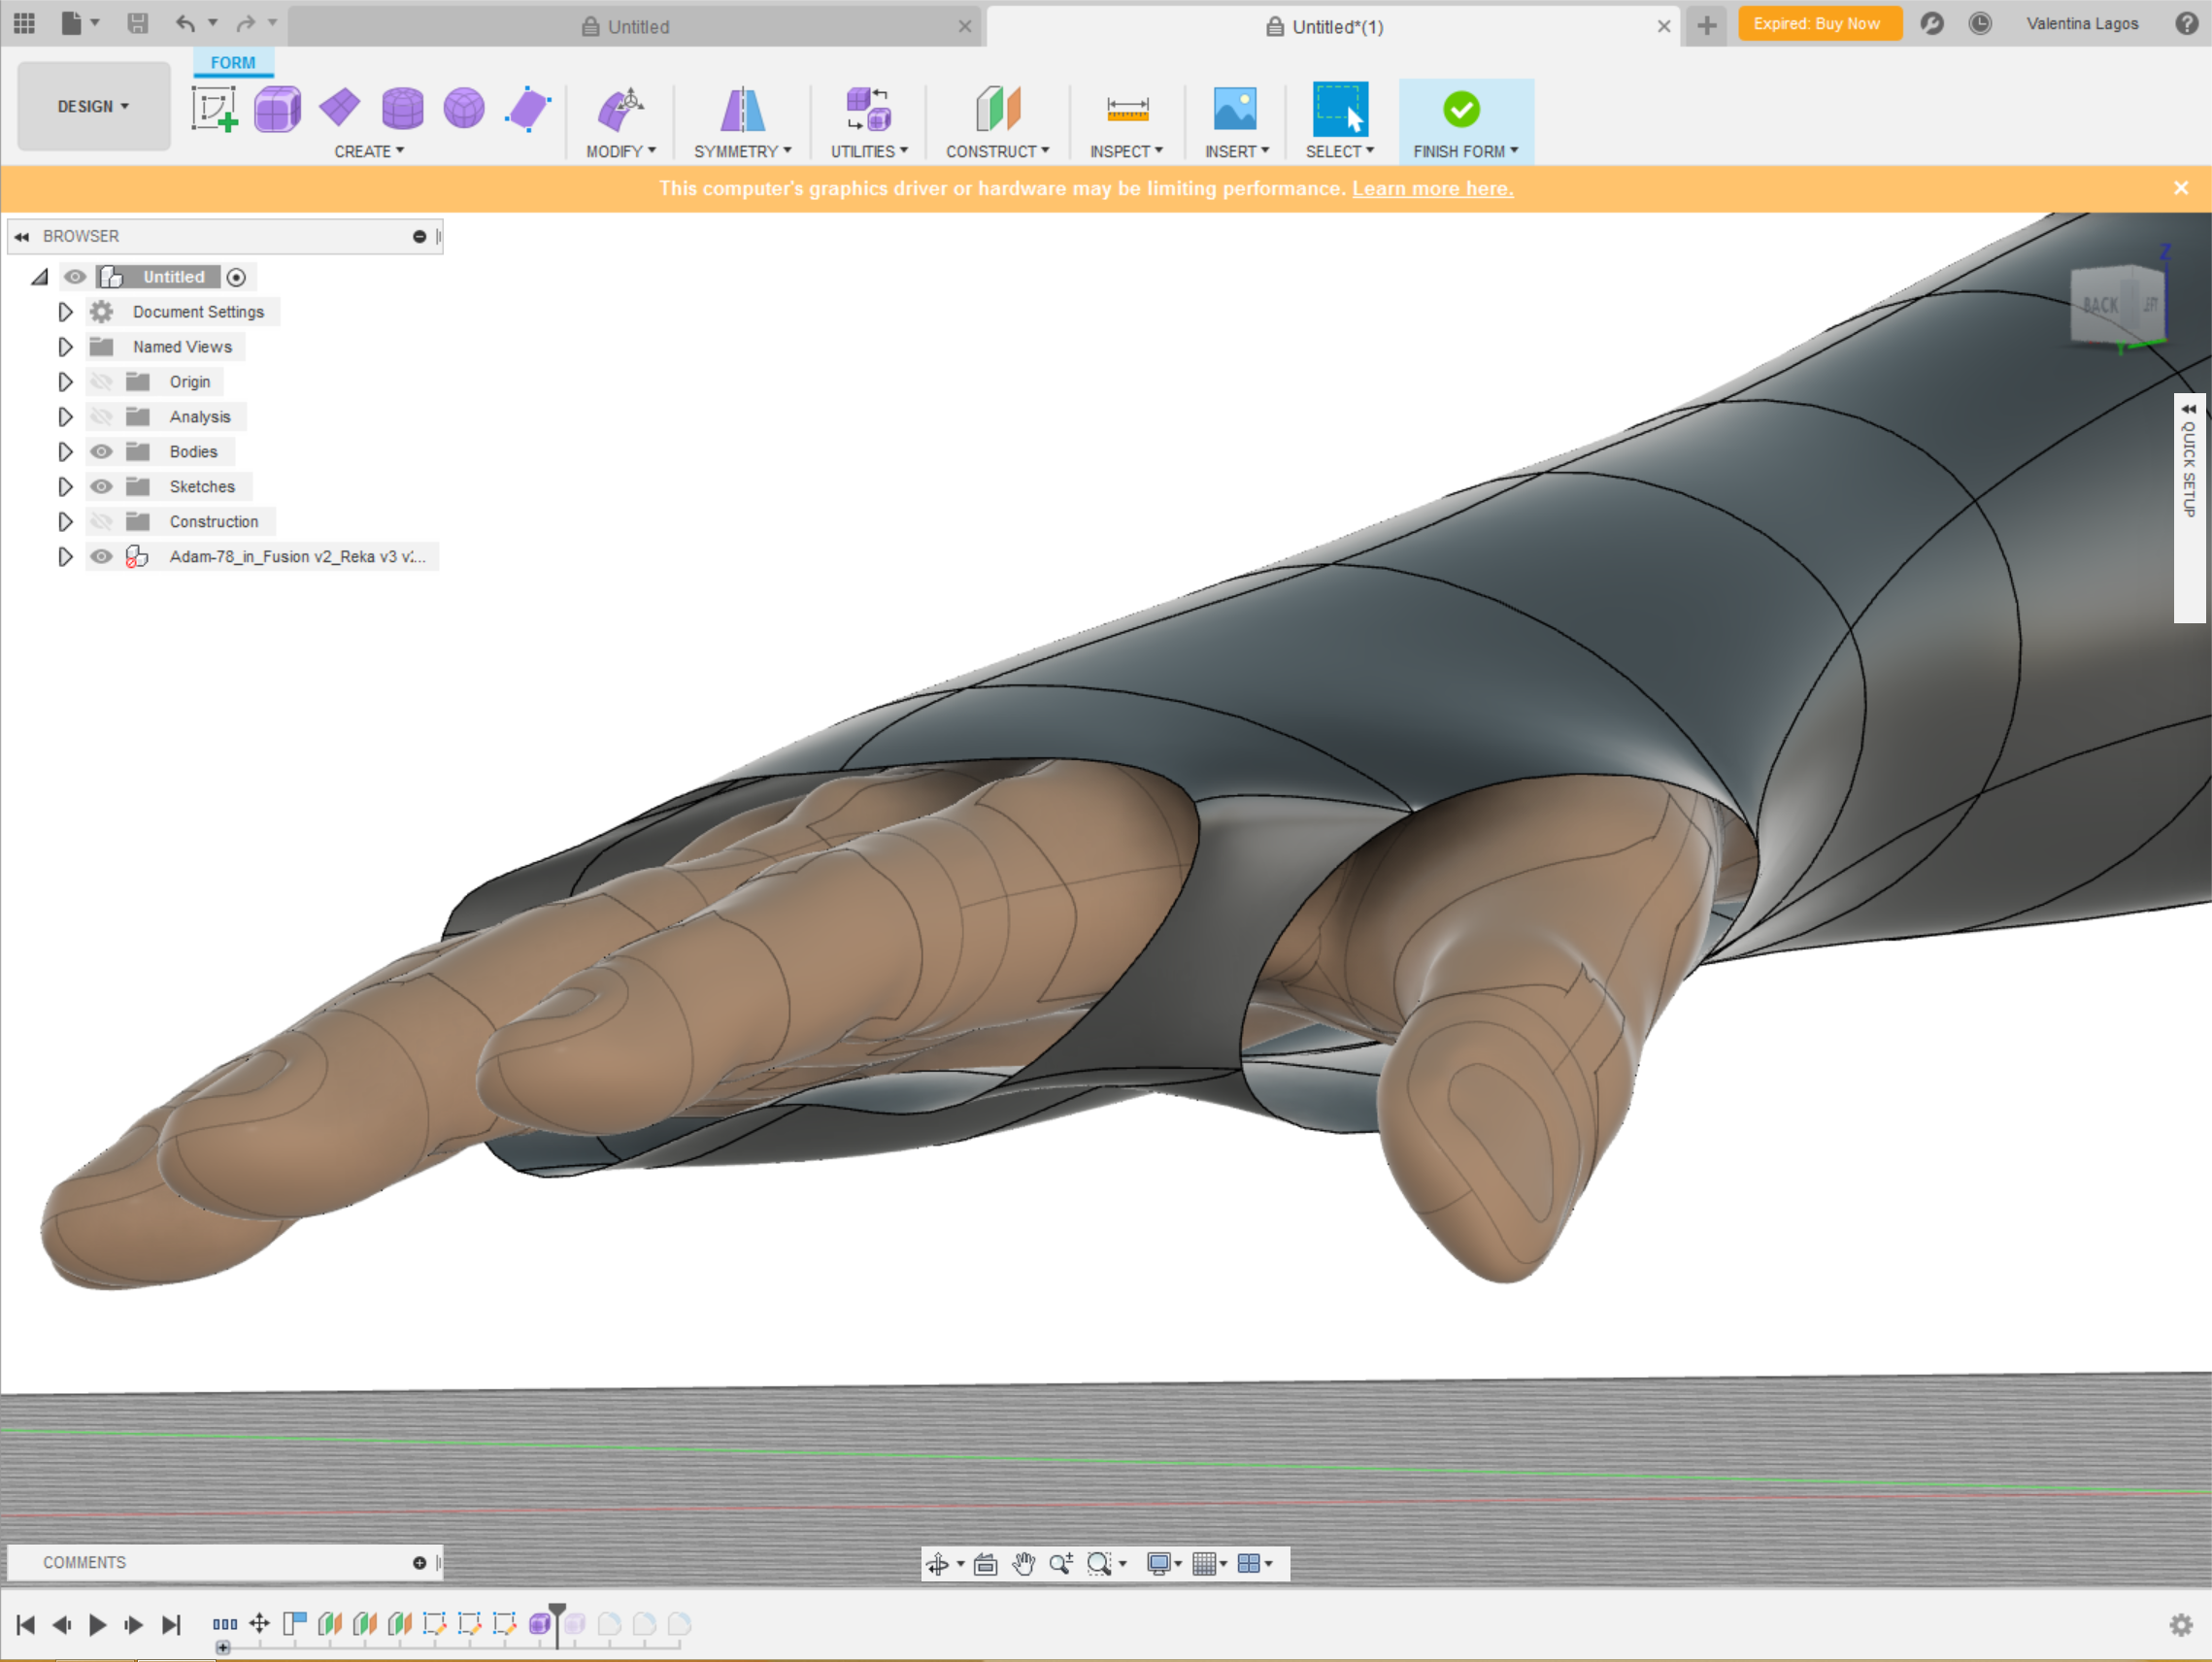 Untitled
Untitled*(1)
Expired: Buy Now
Valentina Lagos
FORM
DESIGN
CREATE
MODIFY
SYMMETRY
UTILITIES
CONSTRUCT
INSPECT
INSERT
SELECT
FINISH FORM
This computer's graphics driver or hardware may be limiting performance. Learn more here.
BROWSER
Untitled
Document Settings
Named Views
Origin
Analysis
Bodies
Sketches
Construction
Adam-78_in_Fusion v2_Reka v3 v:...
Z
BACK
LEFT
Y
QUICK SETUP
COMMENTS